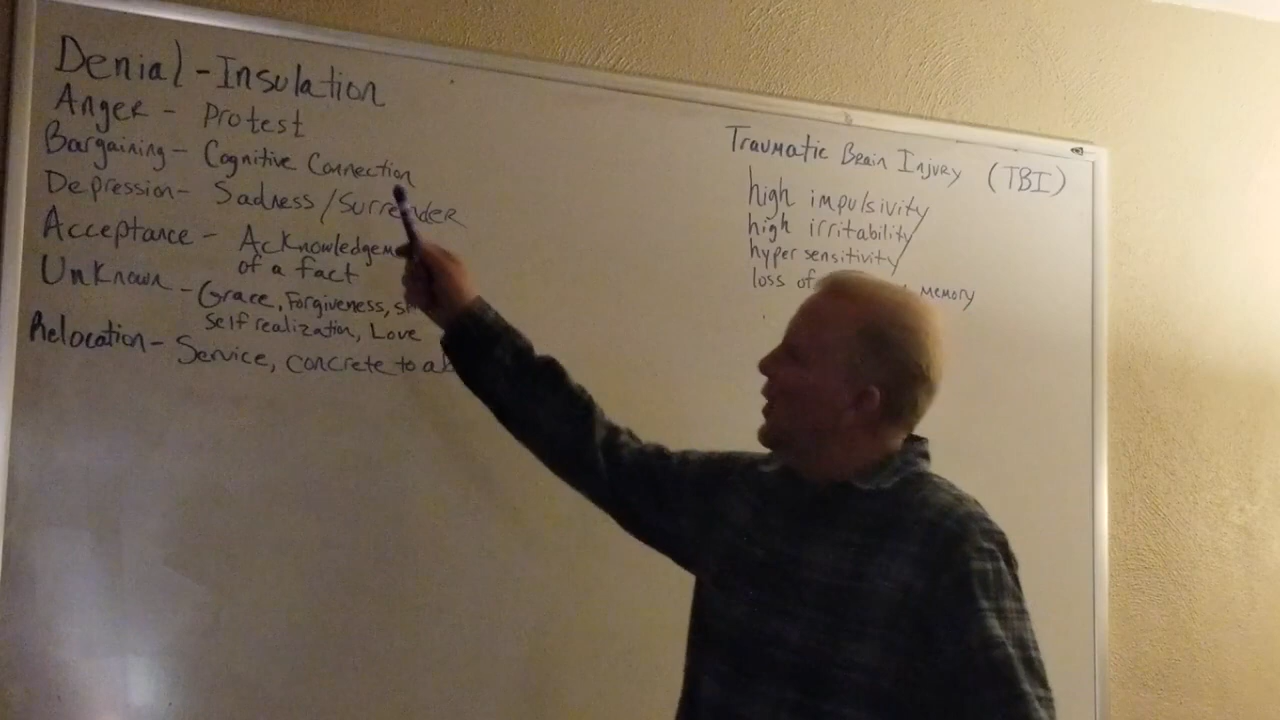 Denial - Insulation
Anger - Protest
Bargaining - Cognitive Connection
Depression - Sadness / Surrender
Acceptance - Acknowledgeme
of a fact
Unknown - Grace, Forgiveness,
Self realization, Love
Relocation - Service, concrete to
Traumatic Brain Injury (TBI)
high impulsivity
high irritability
hyper sensitivity
loss of memory